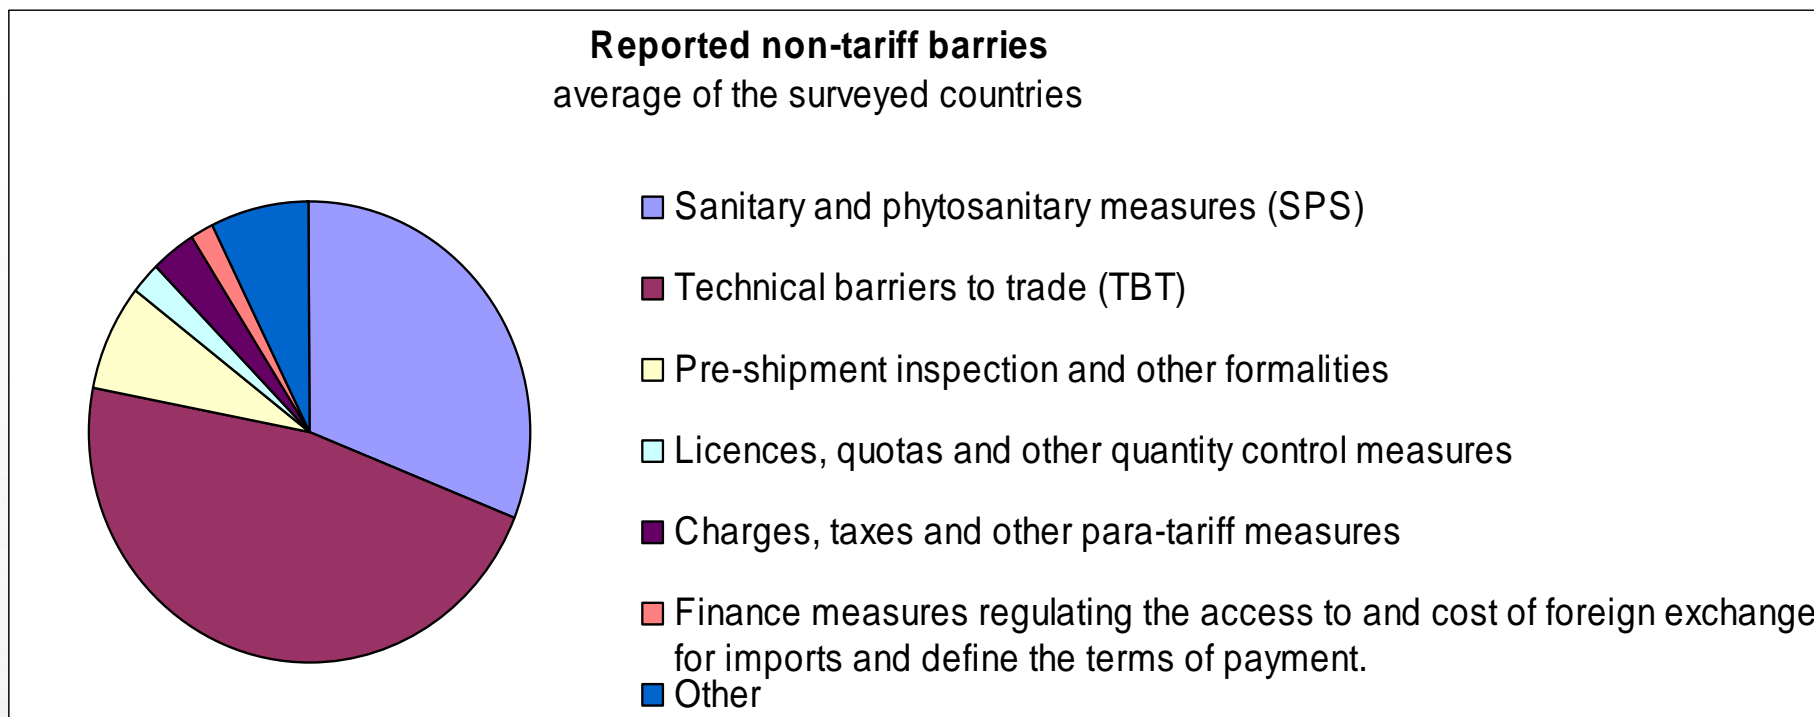 Reported non-tariff barries
average of the surveyed countries
Sanitary and phytosanitary measures (SPS)
Technical barriers to trade (TBT)
Pre-shipment inspection and other formalities
Licences, quotas and other quantity control measures
Charges, taxes and other para-tariff measures
Finance measures regulating the access to and cost of foreign exchange
for imports and define the terms of payment.
Other